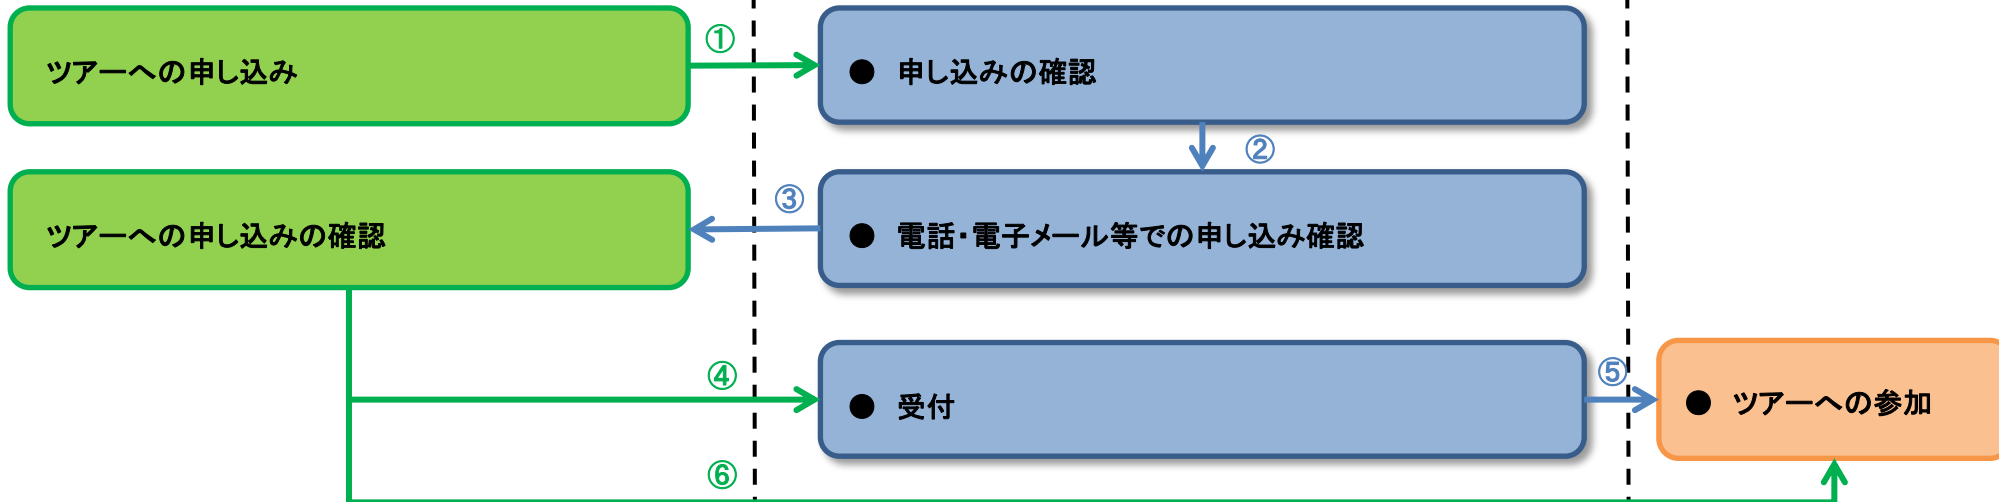 ツアーへの申し込み
①
● 申し込みの確認
②
ツアーへの申し込みの確認
③
● 電話・電子メール等での申し込み確認
④
● 受付
⑤
● ツアーへの参加
⑥